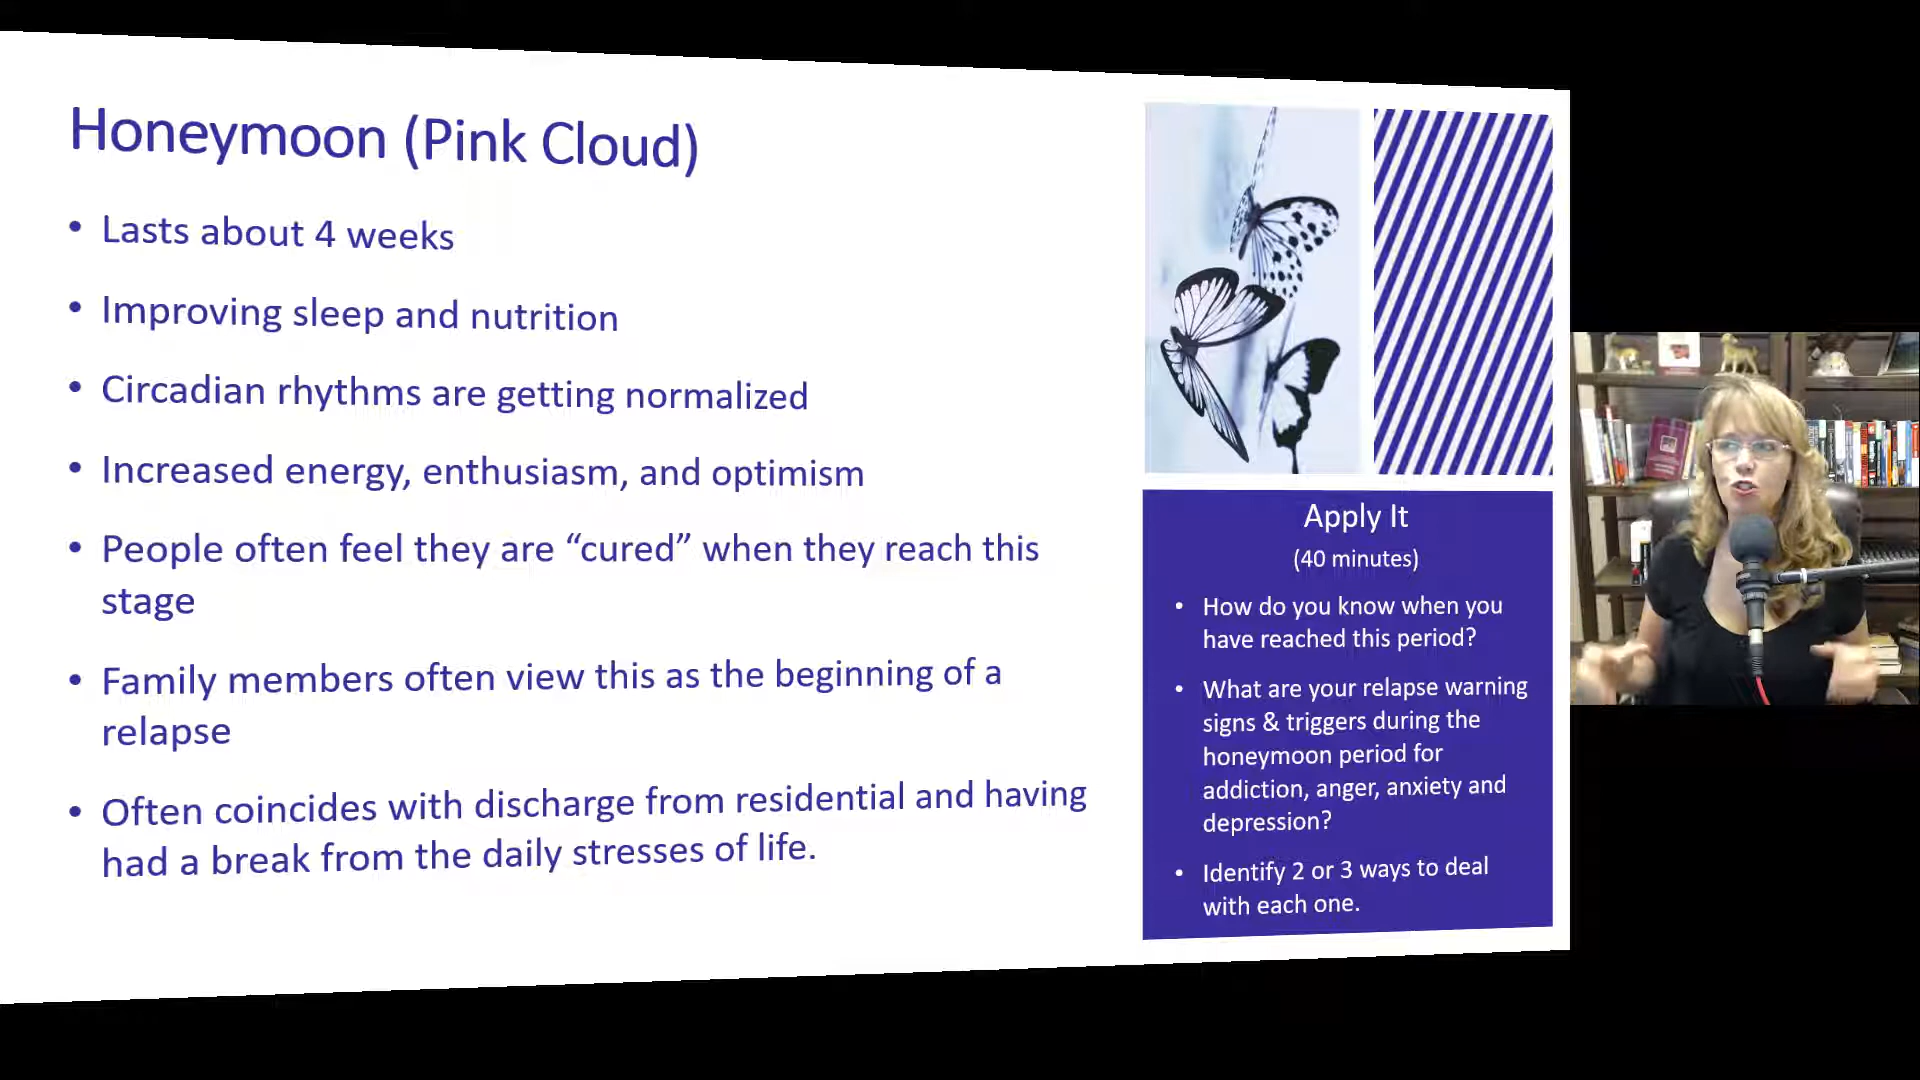 Honeymoon (Pink Cloud)
• Lasts about 4 weeks
• Improving sleep and nutrition
• Circadian rhythms are getting normalized
• Increased energy, enthusiasm, and optimism
• People often feel they are “cured” when they reach this
stage
• Family members often view this as the beginning of a
relapse
• Often coincides with discharge from residential and having
had a break from the daily stresses of life.
Apply It
(40 minutes)
• How do you know when you
have reached this period?
• What are your relapse warning
signs & triggers during the
honeymoon period for
addiction, anger, anxiety and
depression?
• Identify 2 or 3 ways to deal
with each one.